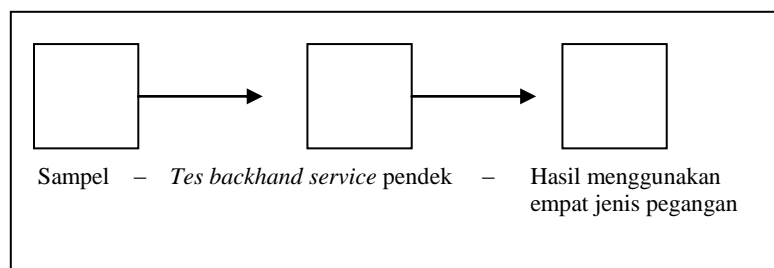 Sampel – Tes backhand service pendek – Hasil menggunakan
empat jenis pegangan